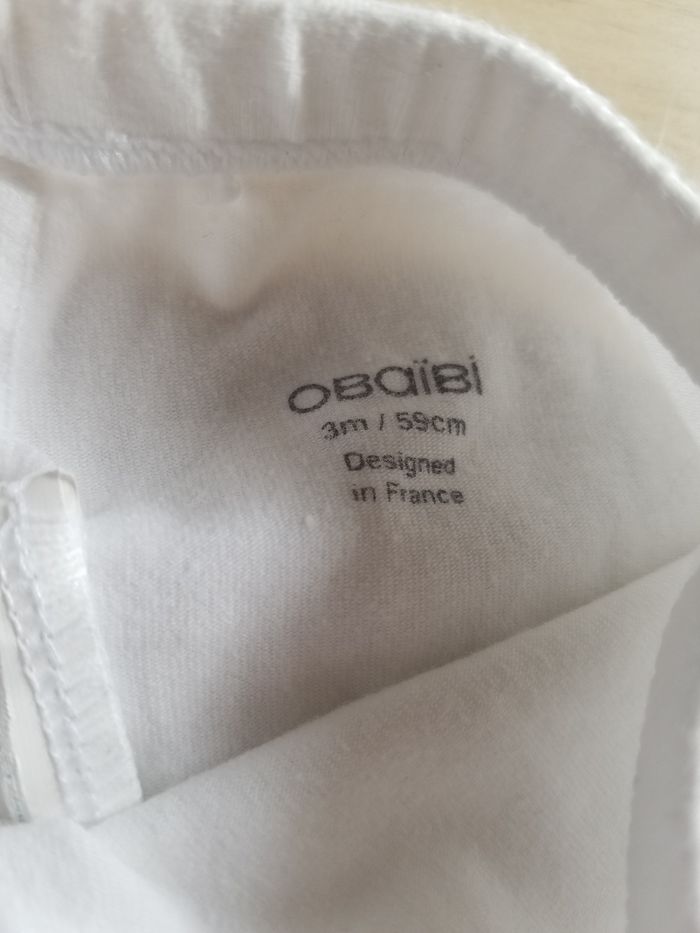 OBaïBi
3m / 59cm
Designed
in France